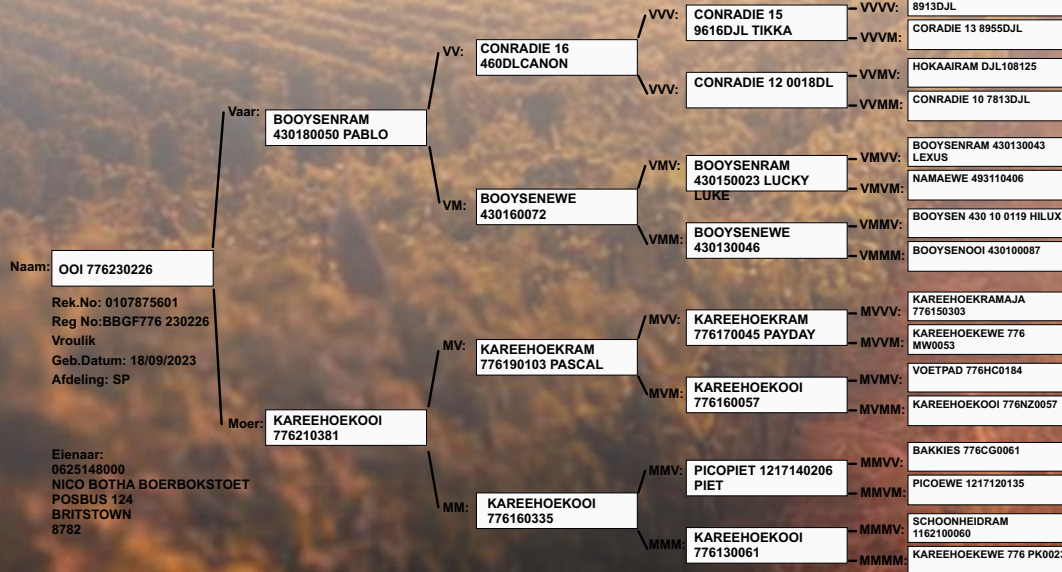 Naam:
OOI 776230226
Rek.No: 0107875601
Reg No:BBGF776 230226
Vroulik
Geb.Datum: 18/09/2023
Afdeling: SP
Eienaar:
0625148000
NICO BOTHA BOERBOKSTOET
POSBUS 124
BRITSTOWN
8782
Vaar:
BOOYSENRAM
430180050 PABLO
Moer:
KAREEHOEKOOI
776210381
VV:
CONRADIE 16
460DLCANON
VM:
BOOYSENEWE
430160072
MV:
KAREEHOEKRAM
776190103 PASCAL
MM:
KAREEHOEKOOI
776160335
VVV:
CONRADIE 15
9616DJL TIKKA
VVV:
CONRADIE 12 0018DL
VMV:
BOOYSENRAM
430150023 LUCKY
LUKE
VMM:
BOOYSENEWE
430130046
MVV:
KAREEHOEKRAM
776170045 PAYDAY
MVM:
KAREEHOEKOOI
776160057
MMV:
PICOPIET 1217140206
PIET
MMM:
KAREEHOEKOOI
776130061
VVVV:
8913DJL
VVVM:
CORADIE 13 8955DJL
VVMV:
HOKAAIRAM DJL108125
VVMM:
CONRADIE 10 7813DJL
VMVV:
BOOYSENRAM 430130043
LEXUS
VMVM:
NAMAEWE 493110406
VMMV:
BOOYSEN 430 10 0119 HILUX
VMMM:
BOOYSENOOI 430100087
MVVV:
KAREEHOEKRAMAJA
776150303
MVVM:
KAREEHOEKEWE 776
MW0053
MVMV:
VOETPAD 776HC0184
MVMM:
KAREEHOEKOOI 776NZ0057
MMVV:
BAKKIES 776CG0061
MMVM:
PICOEWE 1217120135
MMMV:
SCHOONHEIDRAM
1162100060
MMMM:
KAREEHOEKEWE 776